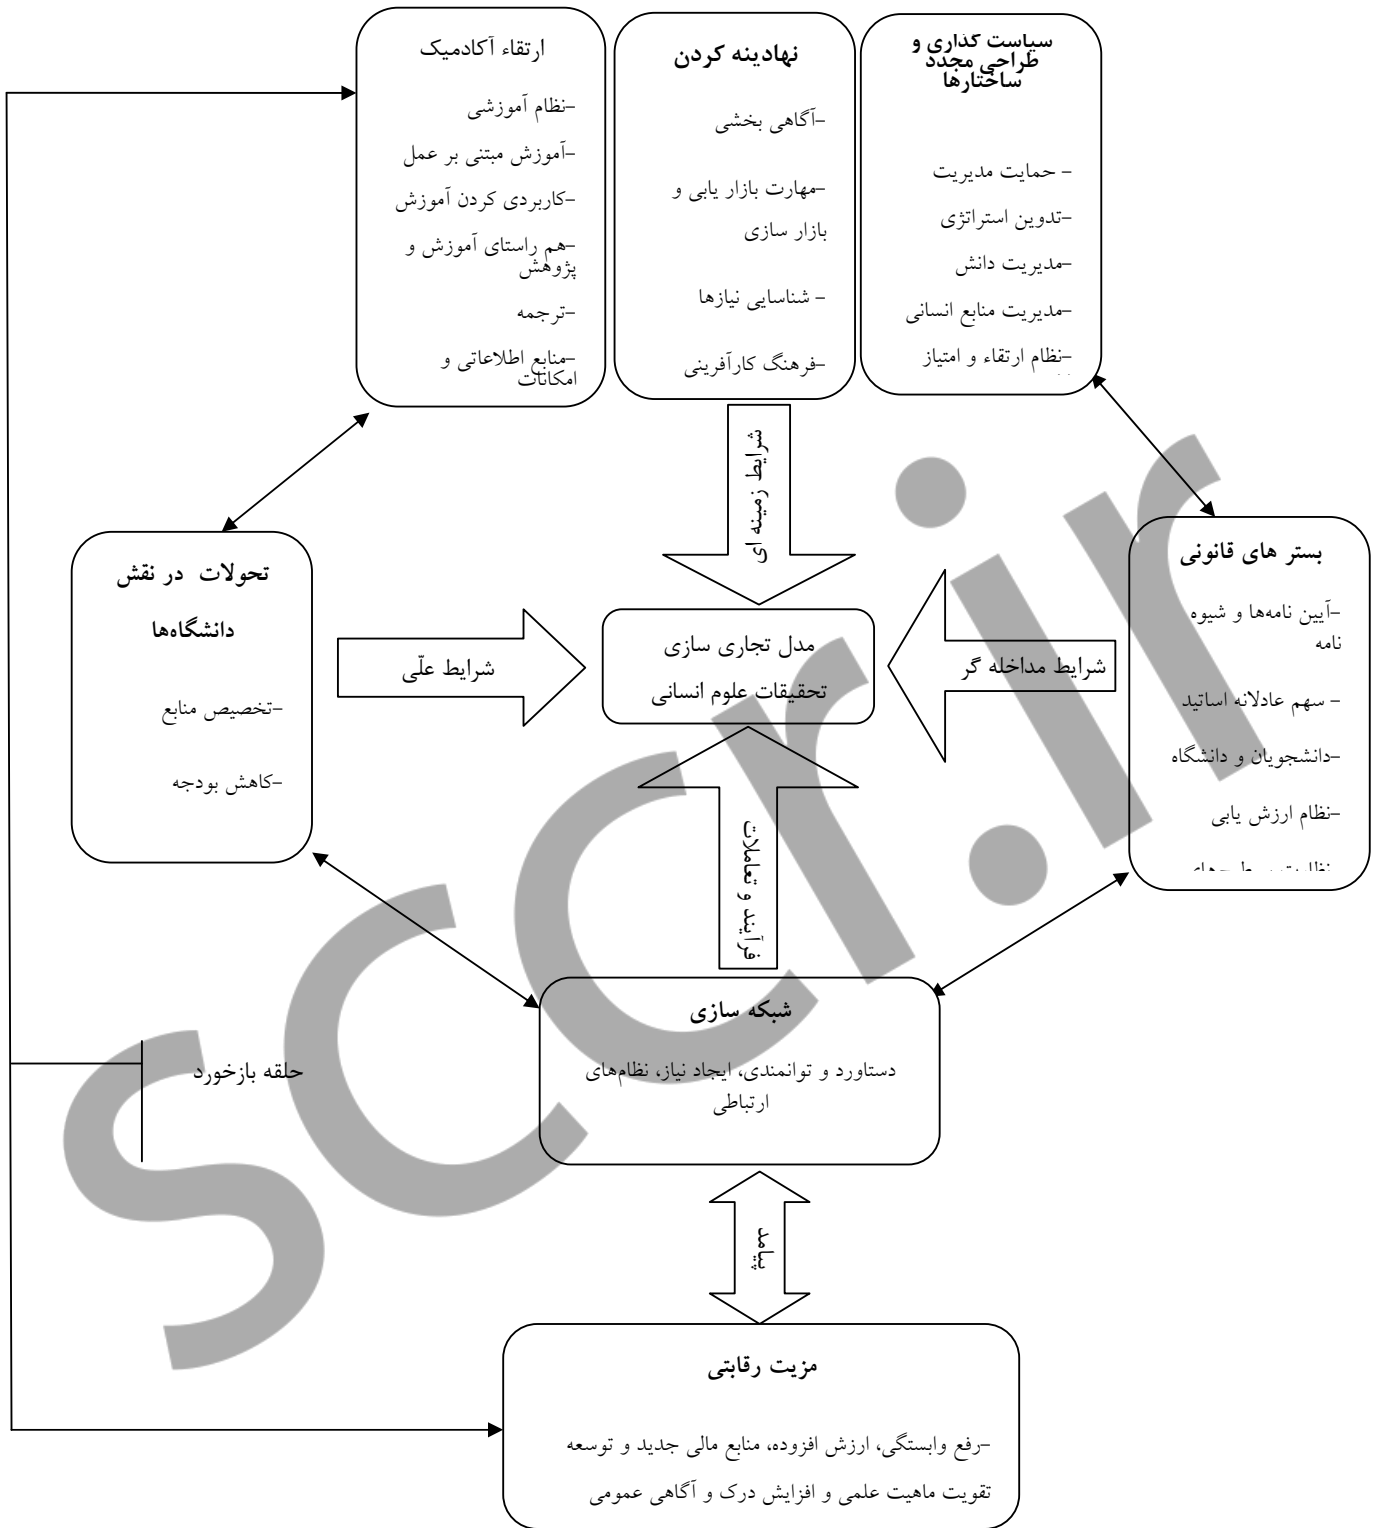 سیاست گذاری و
طراحی مجدد
ساختارها
- حمایت مدیریت
-تدوین استراتژی
-مدیریت دانش
-مدیریت منابع انسانی
-نظام ارتقاء و امتیاز
نهادینه کردن
-آگاهی بخشی
-مهارت بازار یابی و
بازار سازی
- شناسایی نیازها
-فرهنگ کارآفرینی
ارتقاء آکادمیک
-نظام آموزشی
-آموزش مبتنی بر عمل
-کاربردی کردن آموزش
-هم راستای آموزش و
پژوهش
-ترجمه
-منابع اطلاعاتی و
امکانات
شرایط زمینه ای
بستر های قانونی
-آیین نامه‌ها و شیوه
نامه
- سهم عادلانه اساتید
-دانشجویان و دانشگاه
-نظام ارزش یابی
شرایط مداخله گر
مدل تجاری سازی
تحقیقات علوم انسانی
شرایط علّی
تحولات در نقش
دانشگاه‌ها
-تخصیص منابع
-کاهش بودجه
فرآیند و تعاملات
شبکه سازی
دستاورد و توانمندی، ایجاد نیاز، نظام‌های
ارتباطی
حلقه بازخورد
پیامد
مزیت رقابتی
-رفع وابستگی، ارزش افزوده، منابع مالی جدید و توسعه
تقویت ماهیت علمی و افزایش درک و آگاهی عمومی
sccr.ir